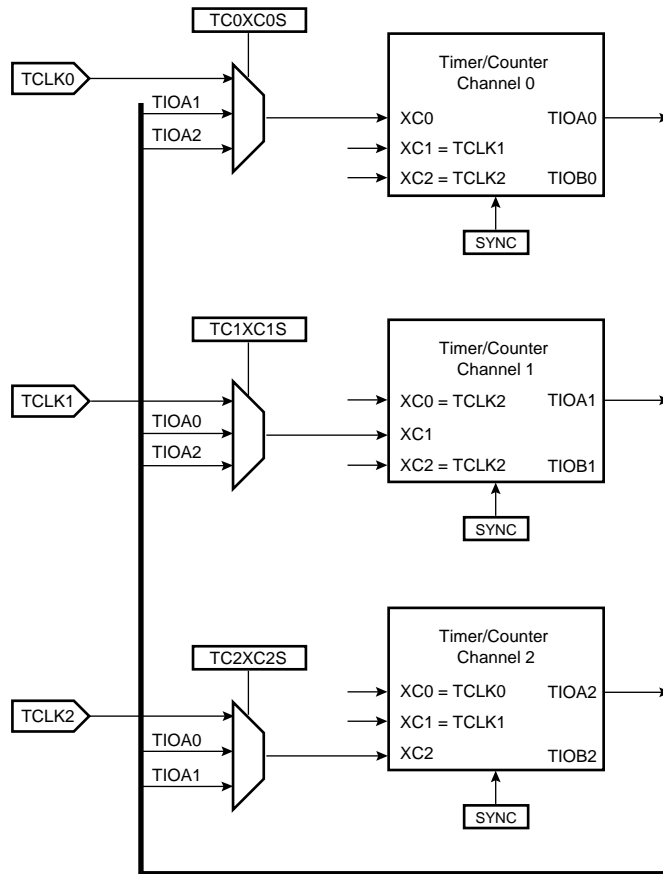 TC0XC0S
TCLK0
TIOA1
TIOA2
Timer/Counter
Channel 0
XC0
TIOA0
XC1 = TCLK1
XC2 = TCLK2
TIOB0
SYNC
TC1XC1S
TCLK1
TIOA0
TIOA2
Timer/Counter
Channel 1
XC0 = TCLK2
TIOA1
XC1
XC2 = TCLK2
TIOB1
SYNC
TC2XC2S
TCLK2
TIOA0
TIOA1
Timer/Counter
Channel 2
XC0 = TCLK0
TIOA2
XC1 = TCLK1
XC2
TIOB2
SYNC